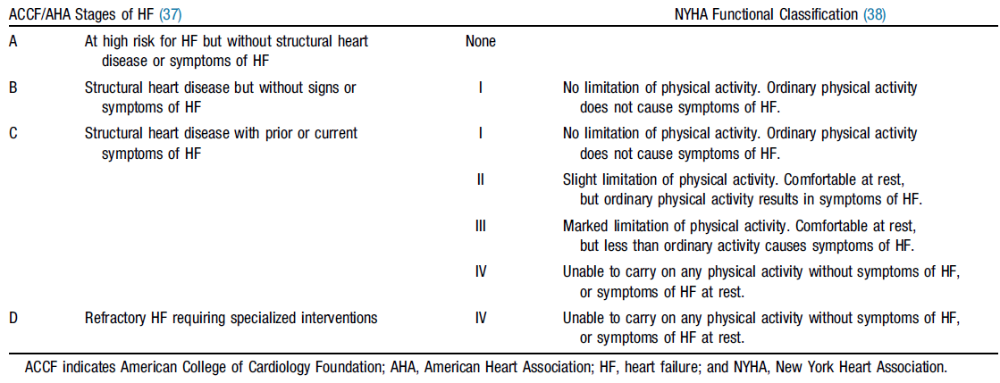 ACCF/AHA Stages of HF (37) NYHA Functional Classification (38)
A At high risk for HF but without structural heart None
disease or symptoms of HF
B Structural heart disease but without signs or I No limitation of physical activity. Ordinary physical activity
symptoms of HF does not cause symptoms of HF.
C Structural heart disease with prior or current I No limitation of physical activity. Ordinary physical activity
symptoms of HF does not cause symptoms of HF.
II Slight limitation of physical activity. Comfortable at rest,
but ordinary physical activity results in symptoms of HF.
III Marked limitation of physical activity. Comfortable at rest,
but less than ordinary activity causes symptoms of HF.
IV Unable to carry on any physical activity without symptoms of HF,
or symptoms of HF at rest.
D Refractory HF requiring specialized interventions IV Unable to carry on any physical activity without symptoms of HF,
or symptoms of HF at rest.
ACCF indicates American College of Cardiology Foundation; AHA, American Heart Association; HF, heart failure; and NYHA, New York Heart Association.